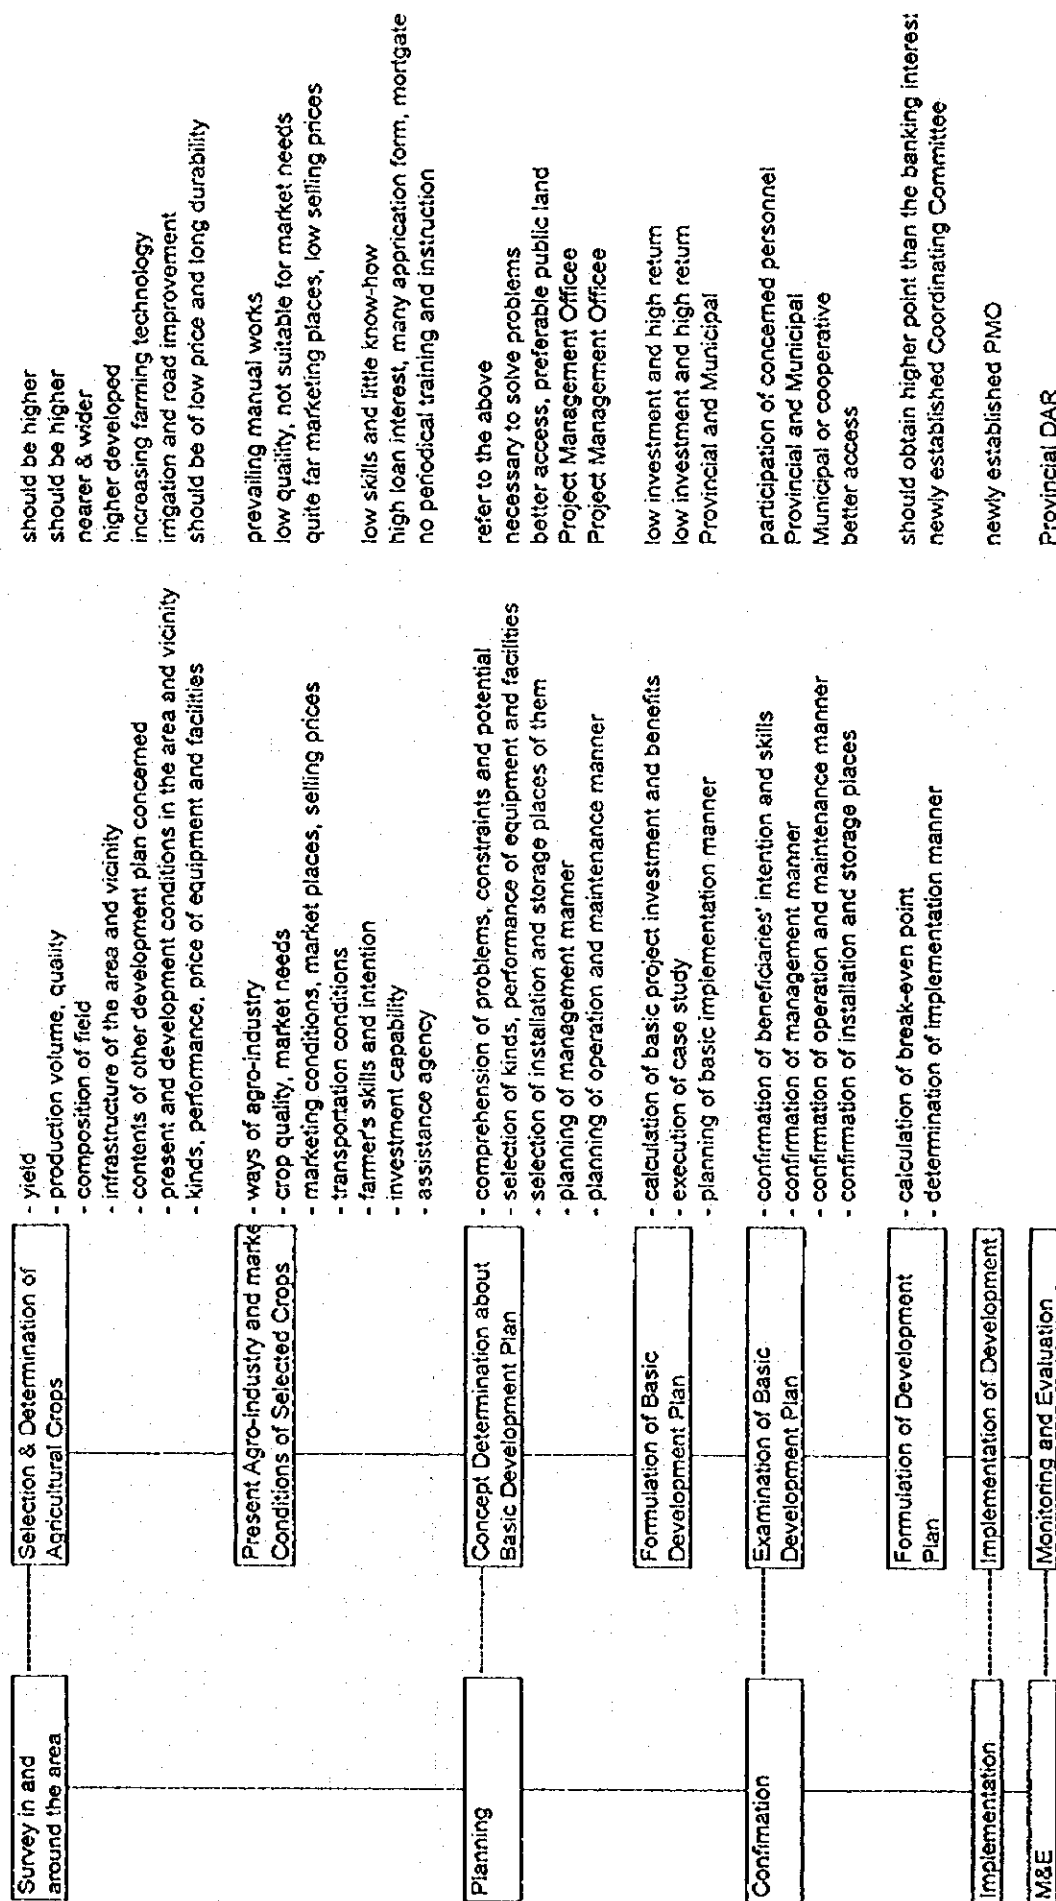 Survey in and
around the area
Selection & Determination of
Agricultural Crops
- yield
- production volume, quality
- composition of field
- infrastructure of the area and vicinity
- contents of other development plan concerned
- present and development conditions in the area and vicinity
- kinds, performance, price of equipment and facilities
should be higher
should be higher
nearer & wider
higher developed
increasing farming technology
irrigation and road improvement
should be of low price and long durability
Present Agro-industry and marke
Conditions of Selected Crops
- ways of agro-industry
- crop quality, market needs
- marketing conditions, market places, selling prices
- transportation conditions
- farmer's skills and intention
- investment capability
- assistance agency
prevailing manual works
low quality, not suitable for market needs
quite far marketing places, low selling prices
low skills and little know-how
high loan interest, many apprication form, mortgate
no periodical training and instruction
Planning
Concept Determination about
Basic Development Plan
- comprehension of problems, constraints and potential
- selection of kinds, performance of equipment and facilities
- selection of installation and storage places of them
- planning of management manner
- planning of operation and maintenance manner
refer to the above
necessary to solve problems
better access, preferable public land
Project Management Officee
Project Management Officee
Formulation of Basic
Development Plan
- calculation of basic project investment and benefits
- execution of case study
- planning of basic implementation manner
low investment and high return
low investment and high return
Provincial and Municipal
Confirmation
Examination of Basic
Development Plan
- confirmation of beneficiaries' intention and skills
- confirmation of management manner
- confirmation of operation and maintenance manner
- confirmation of installation and storage places
participation of concerned personnel
Provincial and Municipal
Municipal or cooperative
better access
Formulation of Development
Plan
- calculation of break-even point
- determination of implementation manner
should obtain higher point than the banking interest
newly established Coordinating Committee
Implementation
Implementation of Development
newly established PMO
M&E
Monitoring and Evaluation
Provincial DAR